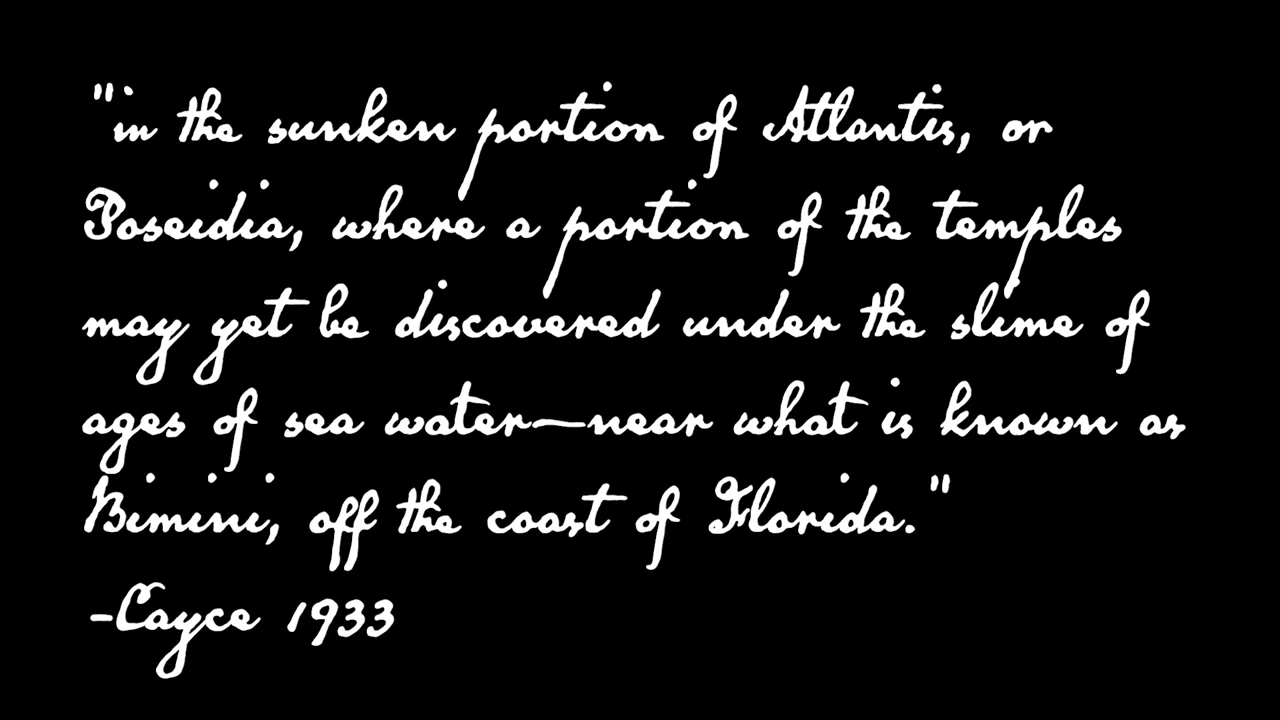 "in the sunken portion of Atlantis, or
Poseidia, where a portion of the temples
may yet be discovered under the slime of
ages of sea water—near what is known as
Bimini, off the coast of Florida."
-Cayce 1933